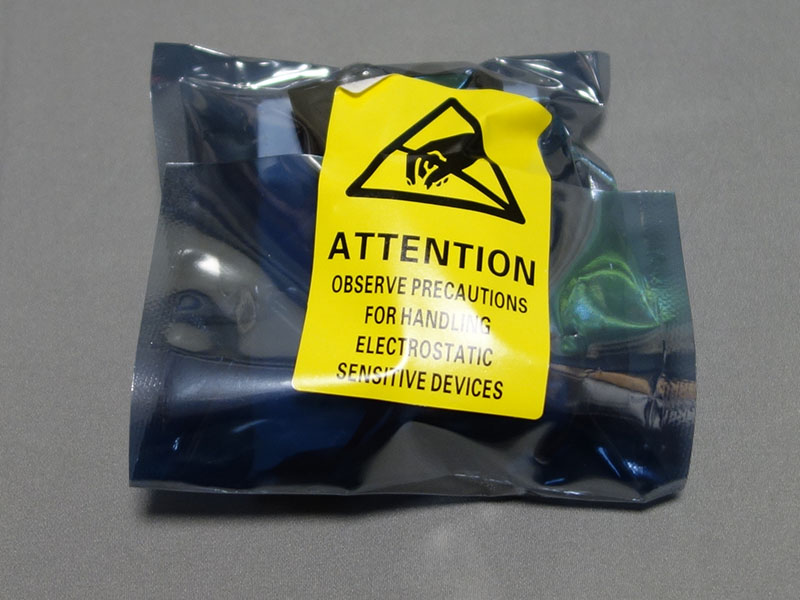 ATTENTION
OBSERVE PRECAUTIONS
FOR HANDLING
ELECTROSTATIC
SENSITIVE DEVICES